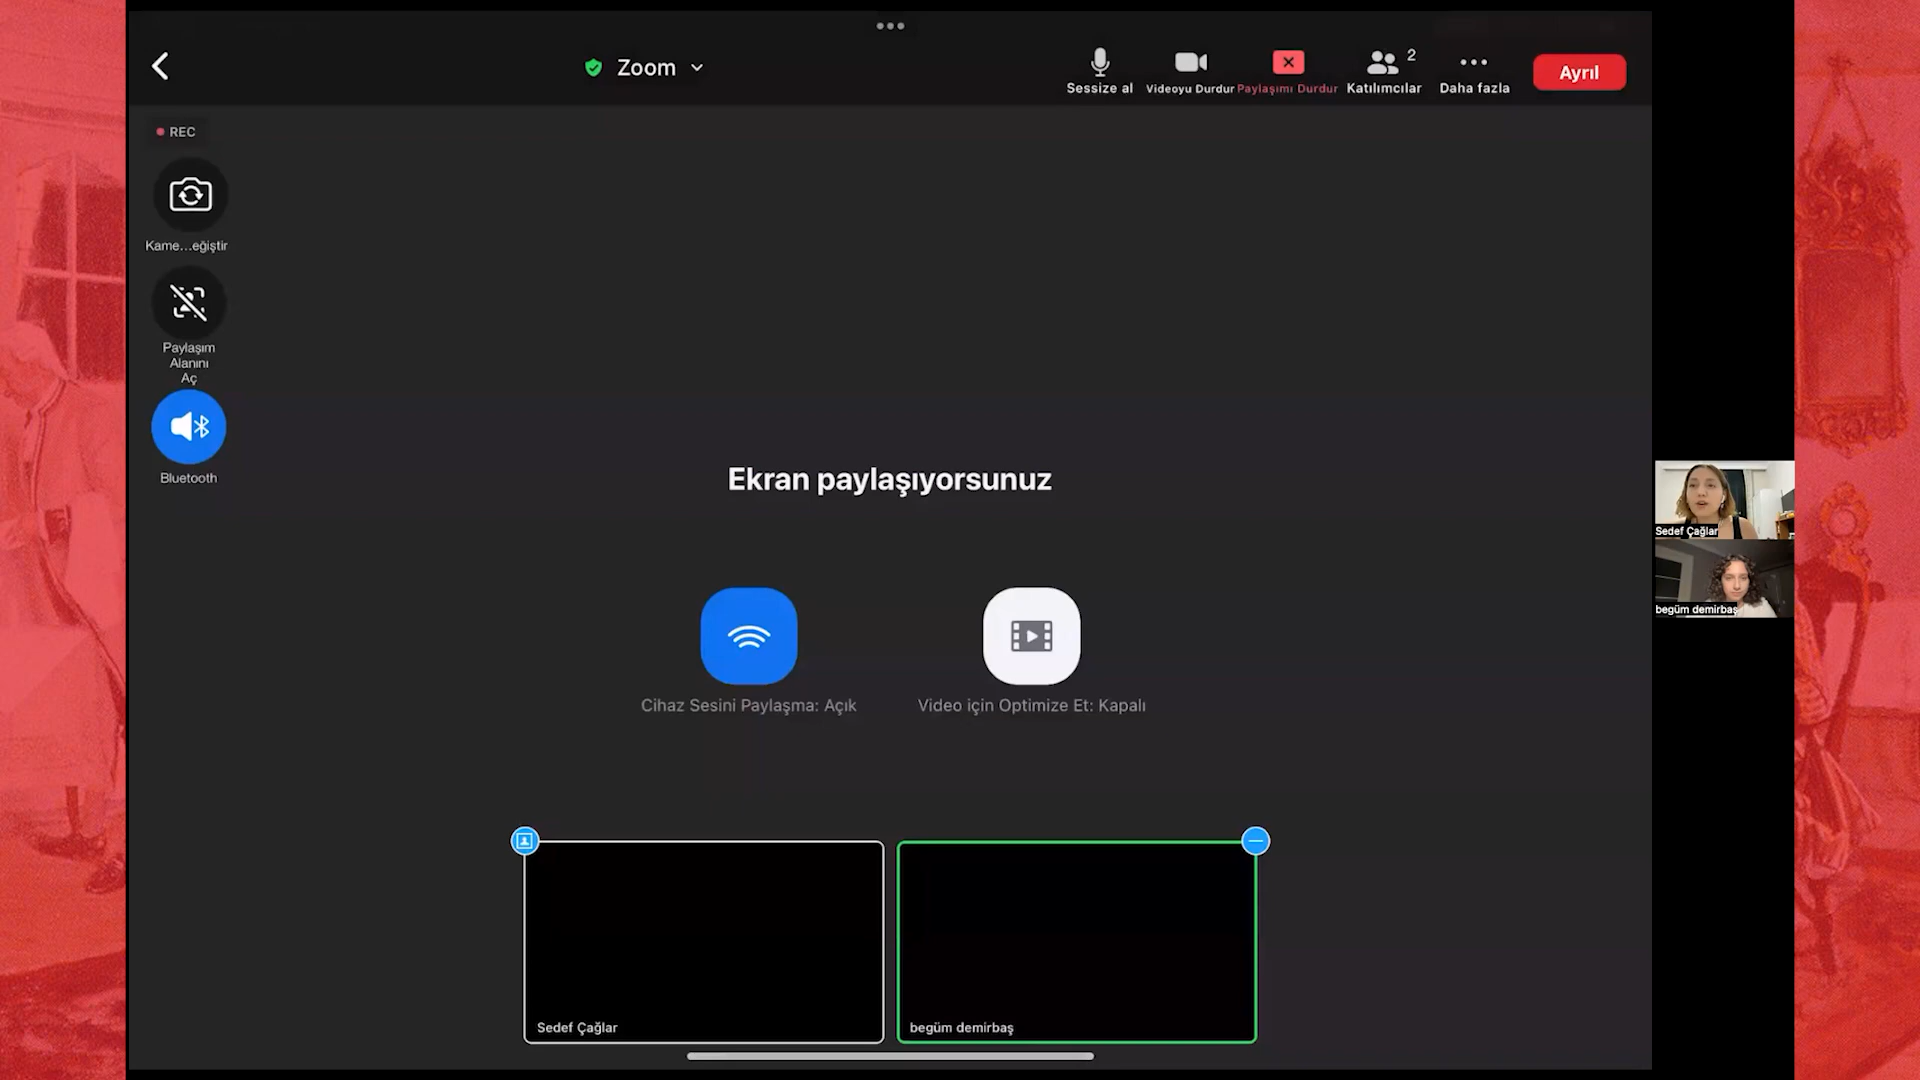 Zoom
Sessize al
Videoyu Durdur
Paylaşımı Durdur
2
Katılımcılar
Daha fazla
Ayrıl
REC
Kame...eğiştir
Paylaşım
Alanını
Aç
Bluetooth
Ekran paylaşıyorsunuz
Cihaz Sesini Paylaşma: Açık
Video için Optimize Et: Kapalı
Sedef Çağlar
begüm demirbaş
Sedef Çağlar
begüm demirbaş